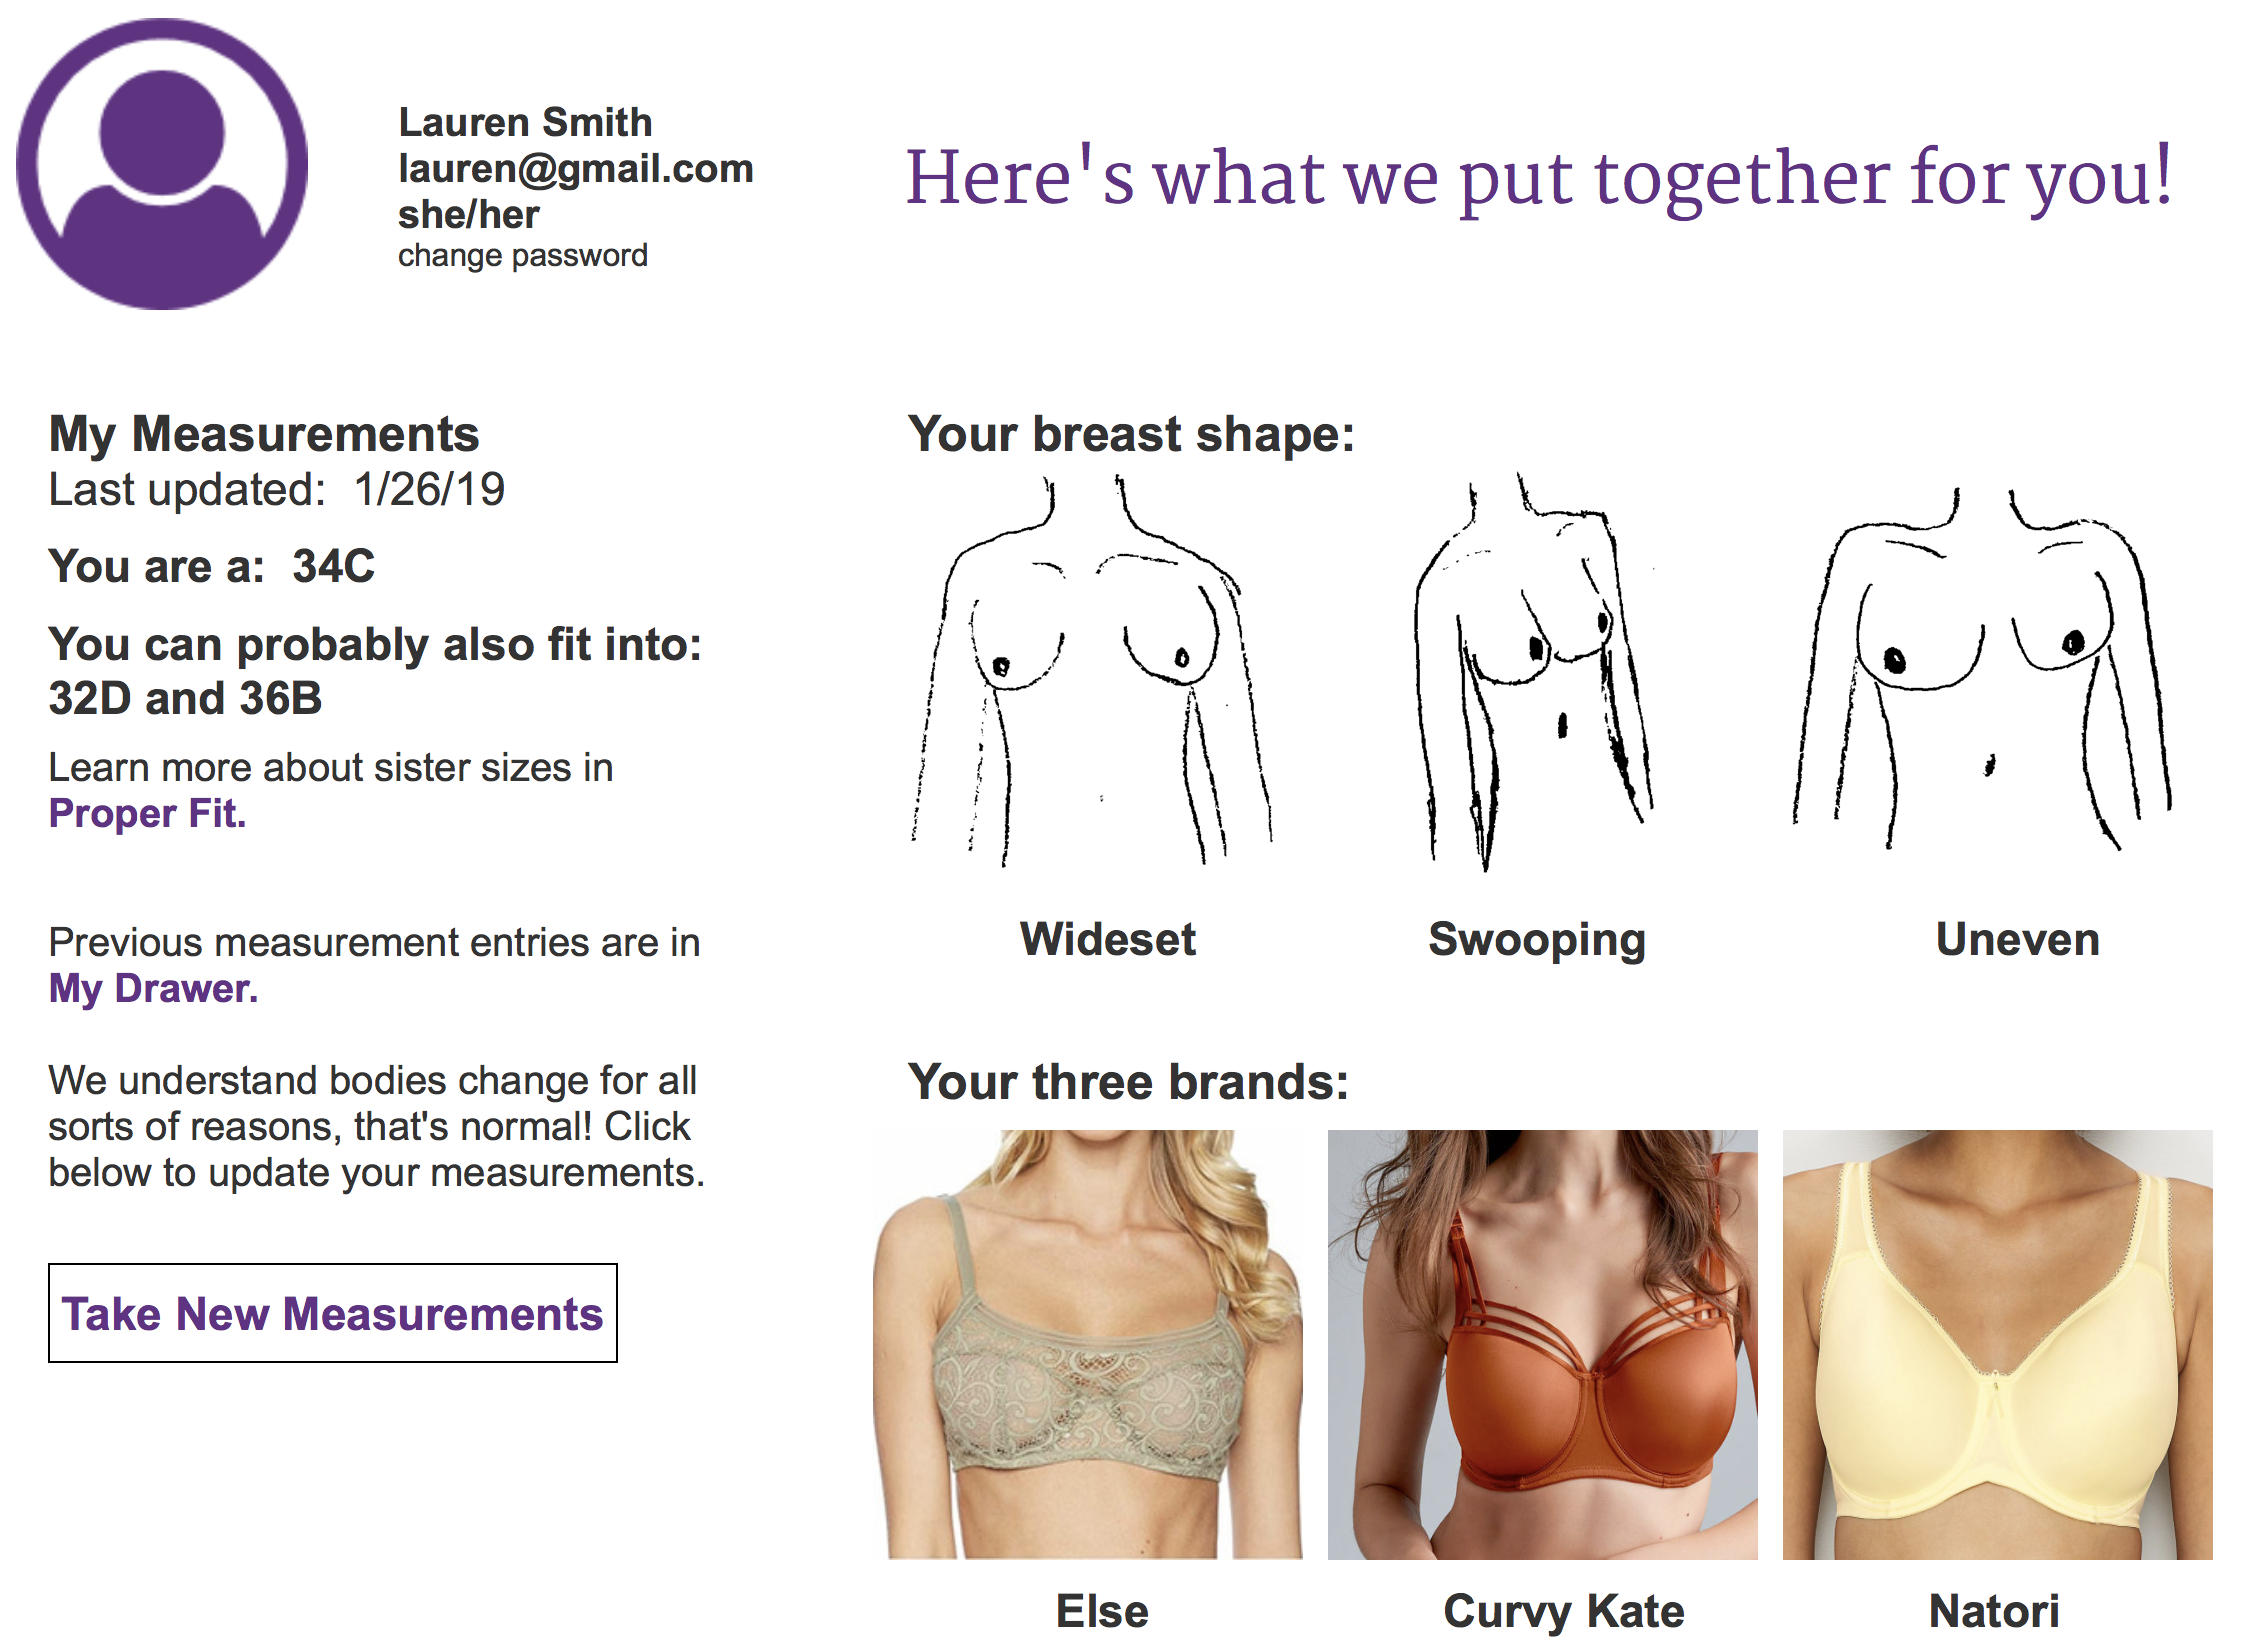 Lauren Smith
lauren@gmail.com
she/her
change password
Here's what we put together for you!
My Measurements
Last updated: 1/26/19
You are a: 34C
You can probably also fit into:
32D and 36B
Learn more about sister sizes in
Proper Fit.
Previous measurement entries are in
My Drawer.
We understand bodies change for all
sorts of reasons, that's normal! Click
below to update your measurements.
Take New Measurements
Your breast shape:
Wideset
Swooping
Uneven
Your three brands:
Else
Curvy Kate
Natori